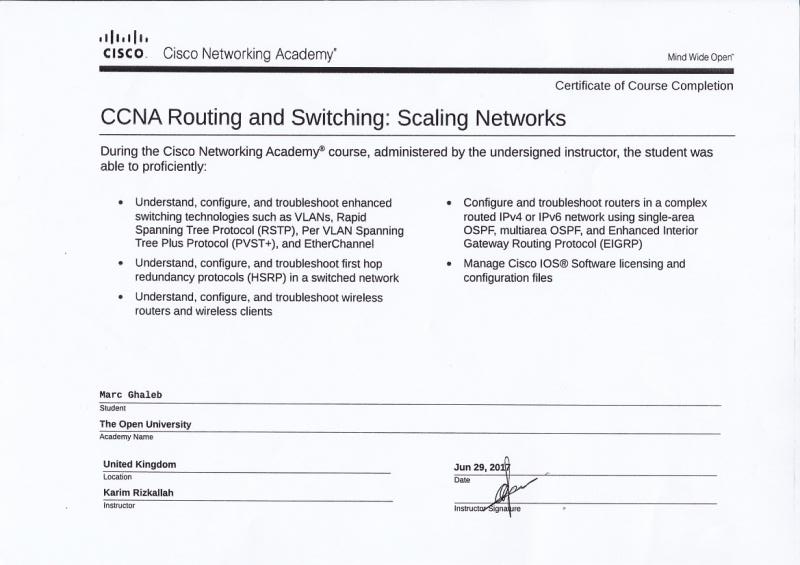 CISCO. Cisco Networking Academy®
Mind Wide Open®
Certificate of Course Completion
CCNA Routing and Switching: Scaling Networks
During the Cisco Networking Academy® course, administered by the undersigned instructor, the student was
able to proficiently:
• Understand, configure, and troubleshoot enhanced
switching technologies such as VLANs, Rapid
Spanning Tree Protocol (RSTP), Per VLAN Spanning
Tree Plus Protocol (PVST+), and EtherChannel
• Understand, configure, and troubleshoot first hop
redundancy protocols (HSRP) in a switched network
• Understand, configure, and troubleshoot wireless
routers and wireless clients
• Configure and troubleshoot routers in a complex
routed IPv4 or IPv6 network using single-area
OSPF, multiarea OSPF, and Enhanced Interior
Gateway Routing Protocol (EIGRP)
• Manage Cisco IOS® Software licensing and
configuration files
Marc Ghaleb
Student
The Open University
Academy Name
United Kingdom
Location
Karim Rizkallah
Instructor
Jun 29, 2017
Date
Instructor Signature